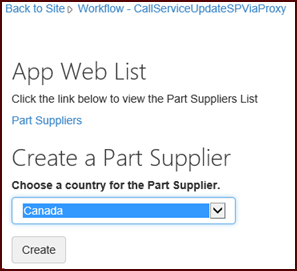 Back to Site ▷ Workflow - CallServiceUpdateSPViaProxy
App Web List
Click the link below to view the Part Suppliers List
Part Suppliers
Create a Part Supplier
Choose a country for the Part Supplier.
Canada
Create